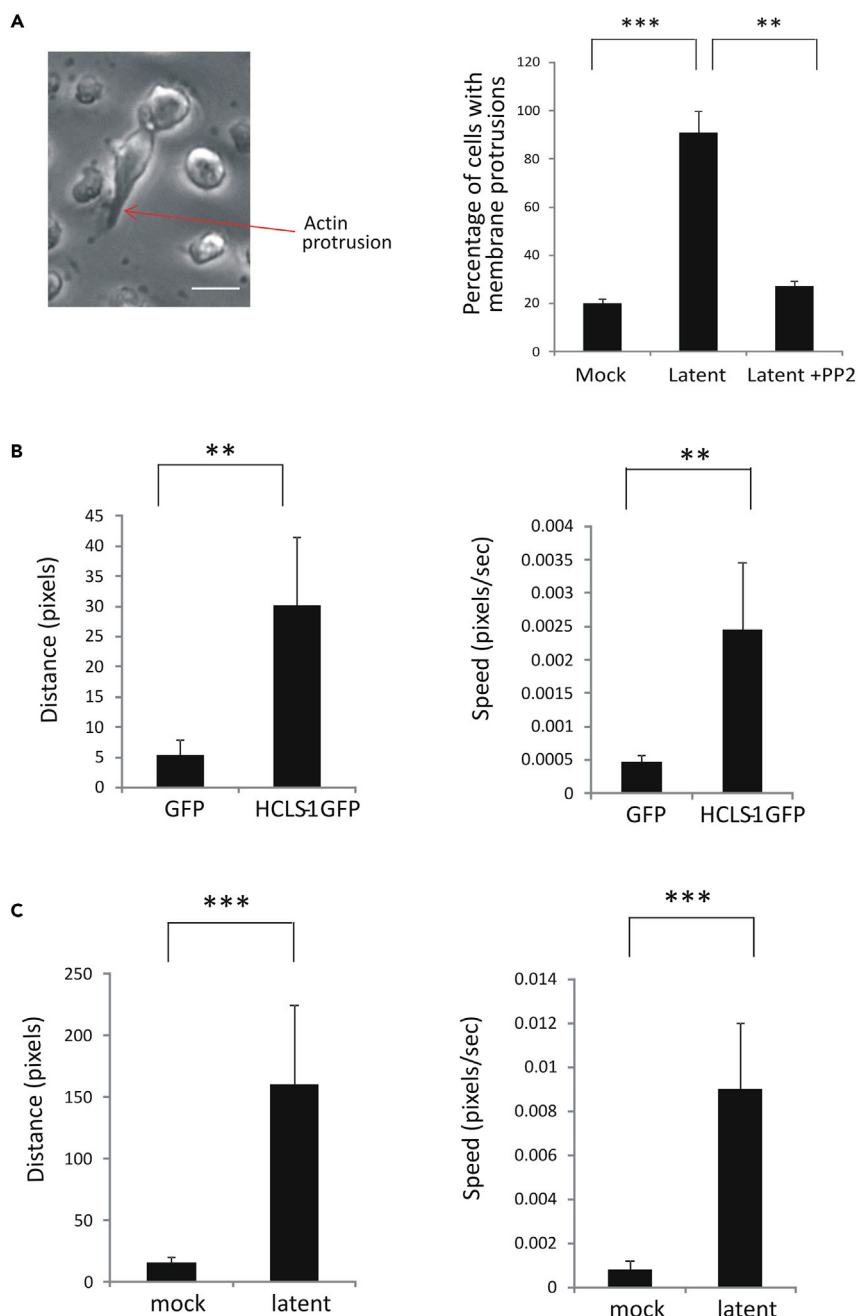 A
Actin
protrusion
***
**
Percentage of cells with
membrane protrusions
120
100
80
60
40
20
0
Mock
Latent
Latent +PP2
B
**
Distance (pixels)
45
40
35
30
25
20
15
10
5
0
GFP
HCLS-1GFP
**
Speed (pixels/sec)
0.004
0.0035
0.003
0.0025
0.002
0.0015
0.001
0.0005
0
GFP
HCLS-1GFP
C
***
Distance (pixels)
250
200
150
100
50
0
mock
latent
***
Speed (pixels/sec)
0.014
0.012
0.01
0.008
0.006
0.004
0.002
0
mock
latent